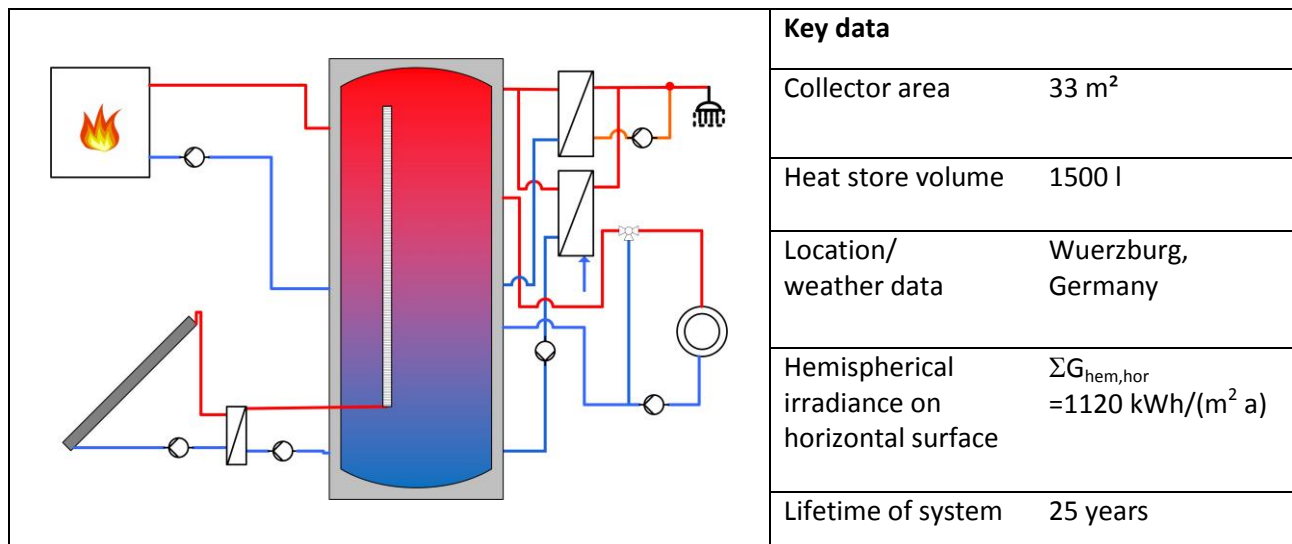 Key data
Collector area 33 m²
Heat store volume 1500 l
Location/ Wuerzburg,
weather data Germany
Hemispherical ΣG_hem,hor
irradiance on =1120 kWh/(m² a)
horizontal surface
Lifetime of system 25 years